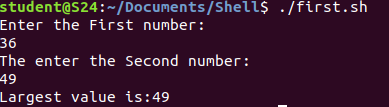 student@S24:~/Documents/Shell$ ./first.sh
Enter the First number:
36
The enter the Second number:
49
Largest value is:49